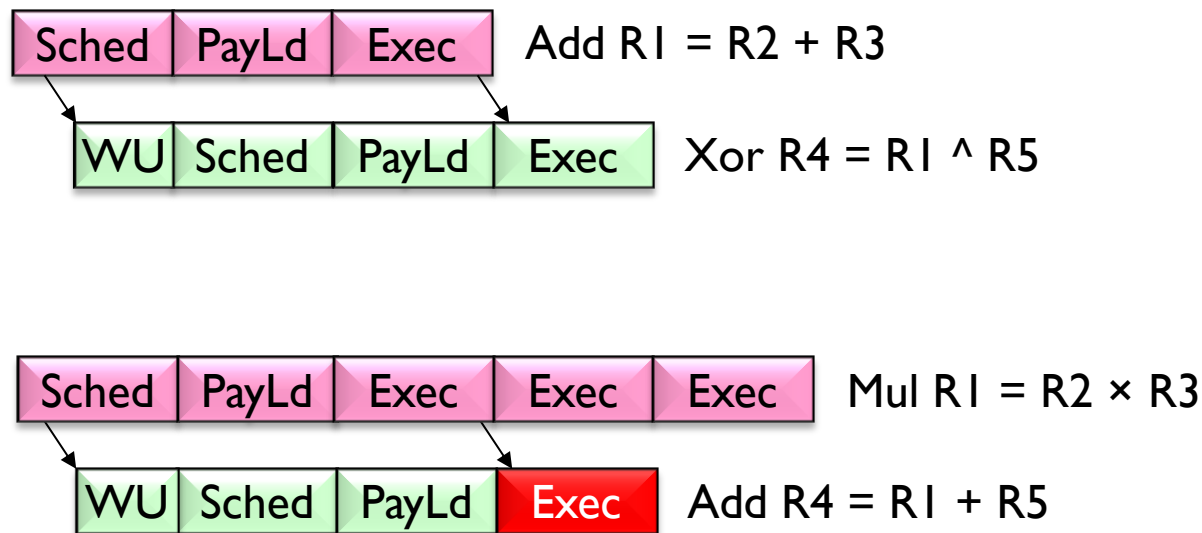 Sched PayLd Exec Add R1 = R2 + R3
WU Sched PayLd Exec Xor R4 = R1 ^ R5
Sched PayLd Exec Exec Exec Mul R1 = R2 × R3
WU Sched PayLd Exec Add R4 = R1 + R5